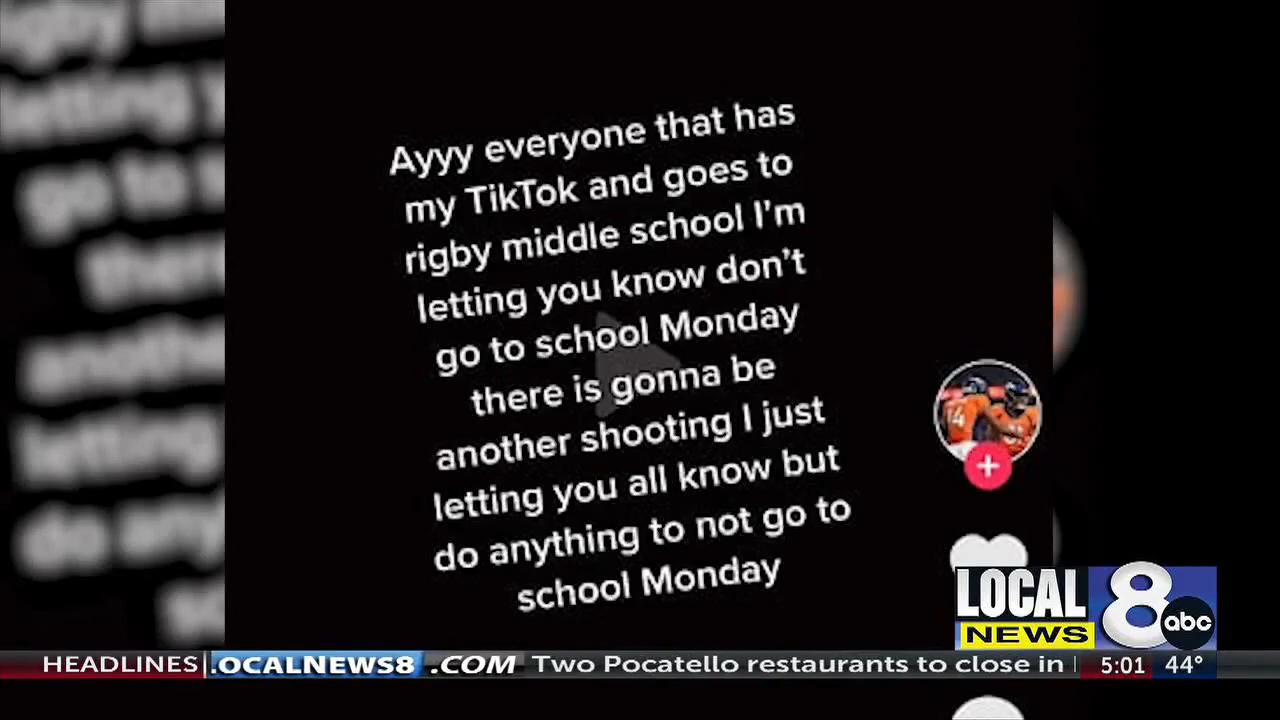 Ayyy everyone that has
my TikTok and goes to
rigby middle school I'm
letting you know don't
go to school Monday
there is gonna be
another shooting I just
letting you all know but
do anything to not go to
school Monday
LOCAL
8
NEWS
abc
HEADLINES .OCALNEWS8 .COM Two Pocatello restaurants to close in 5:01 44°